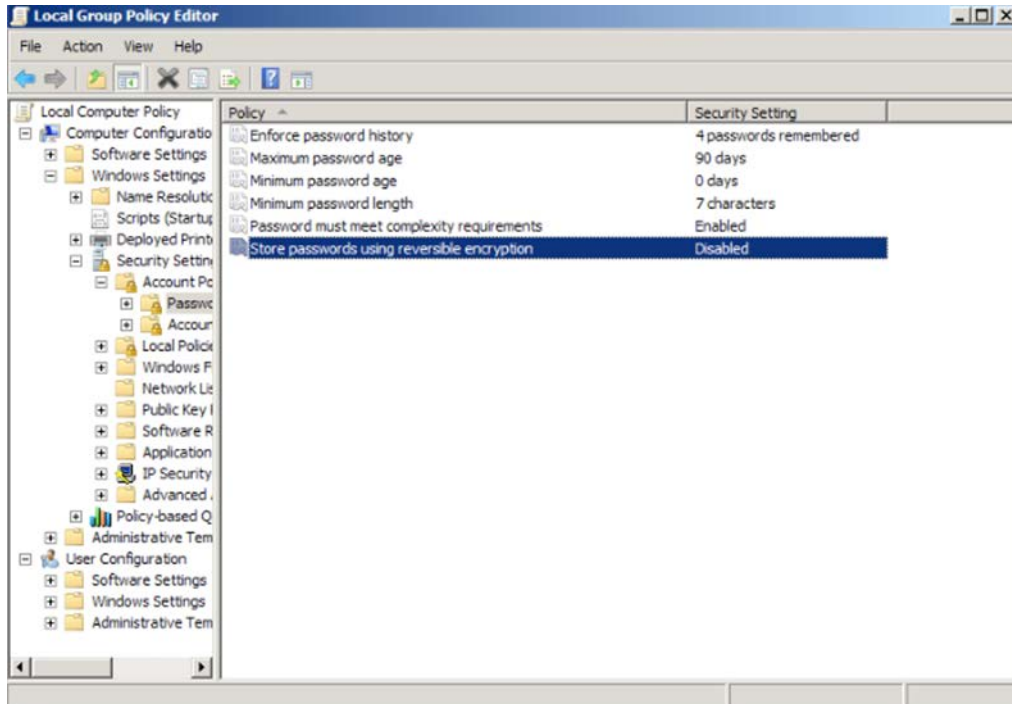 Local Group Policy Editor
File Action View Help
Local Computer Policy
Computer Configuratio
Software Settings
Windows Settings
Name Resolutic
Scripts (Startup
Deployed Print
Security Setting
Account Po
Passwo
Accour
Local Policie
Windows F
Network Lis
Public Key
Software R
Application
IP Security
Advanced
Policy-based Q
Administrative Tem
User Configuration
Software Settings
Windows Settings
Administrative Tem
Policy Security Setting
Enforce password history 4 passwords remembered
Maximum password age 90 days
Minimum password age 0 days
Minimum password length 7 characters
Password must meet complexity requirements Enabled
Store passwords using reversible encryption Disabled